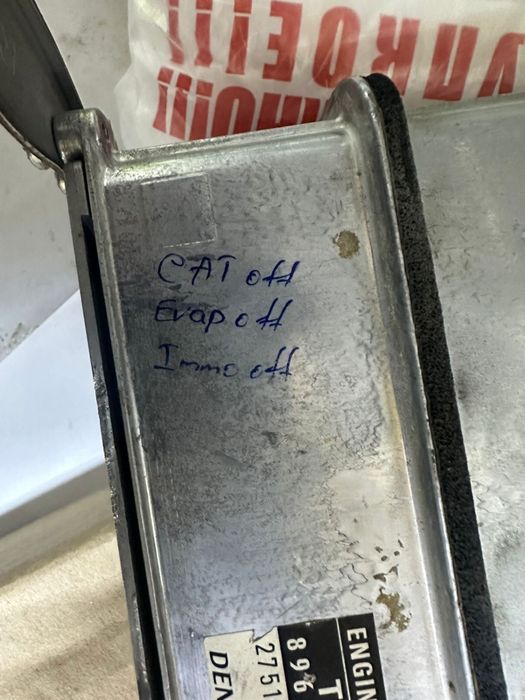 CAT off
Evap off
Immo off
ENGIN
T
896
2751
DEN